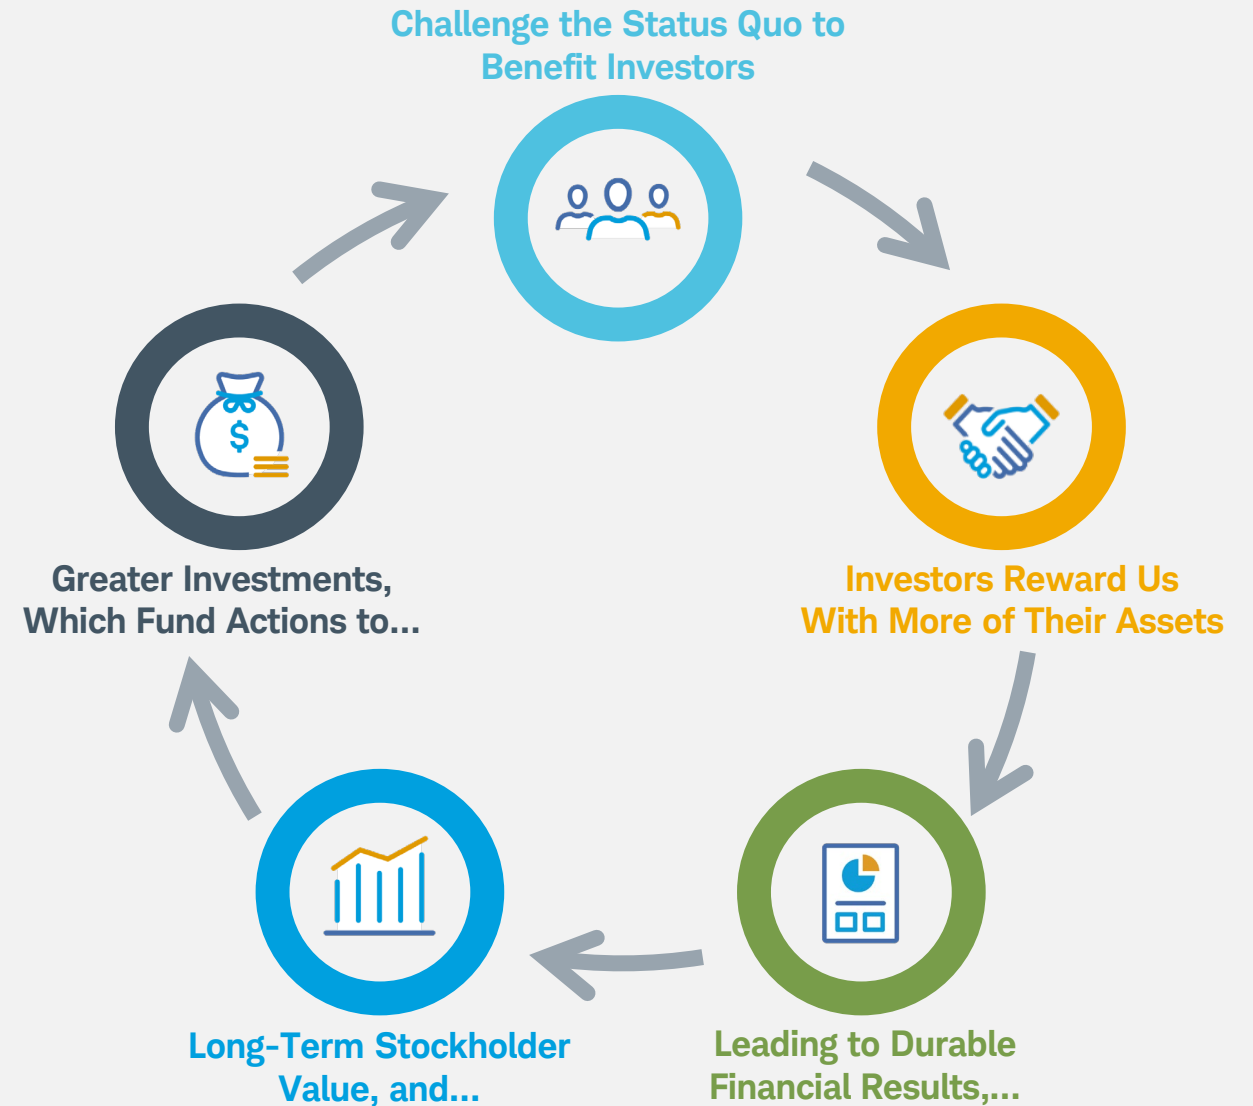 Challenge the Status Quo to
Benefit Investors
$
Investors Reward Us
With More of Their Assets
Leading to Durable
Financial Results,...
Long-Term Stockholder
Value, and...
Greater Investments,
Which Fund Actions to...